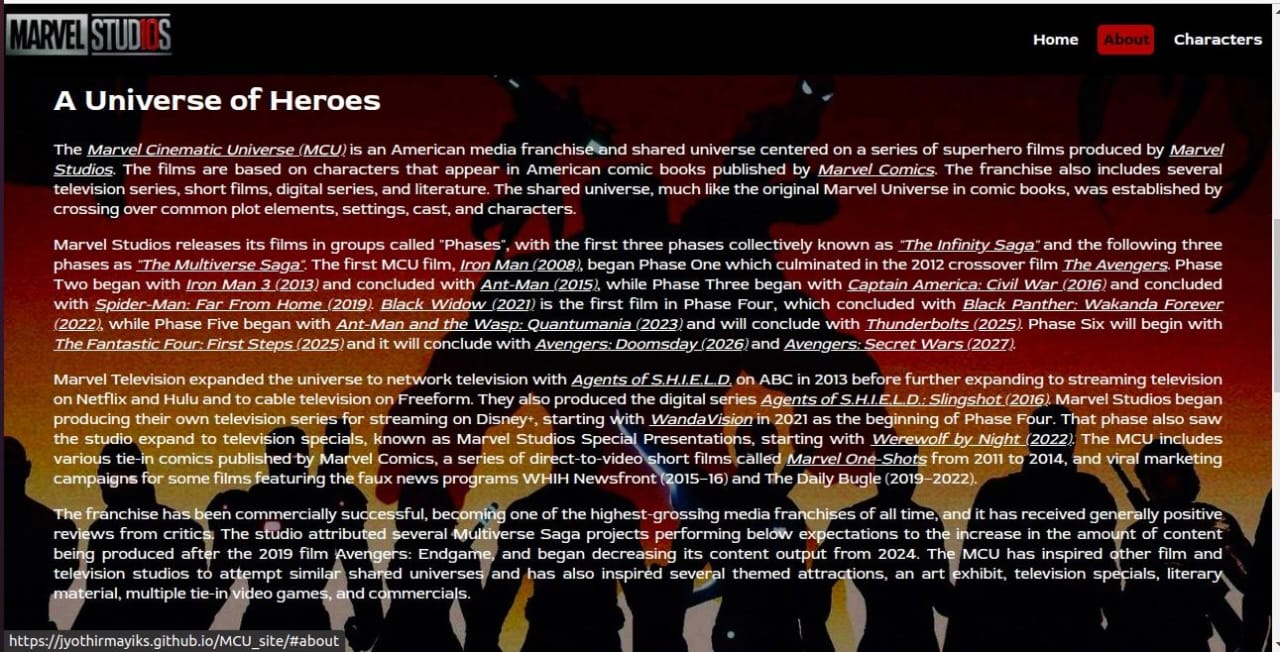 MARVEL STUDIOS
Home About Characters
A Universe of Heroes
The Marvel Cinematic Universe (MCU) is an American media franchise and shared universe centered on a series of superhero films produced by Marvel
Studios. The films are based on characters that appear in American comic books published by Marvel Comics. The franchise also includes several
television series, short films, digital series, and literature. The shared universe, much like the original Marvel Universe in comic books, was established by
crossing over common plot elements, settings, cast, and characters.
Marvel Studios releases its films in groups called "Phases", with the first three phases collectively known as "The Infinity Saga" and the following three
phases as "The Multiverse Saga". The first MCU film, Iron Man (2008), began Phase One which culminated in the 2012 crossover film The Avengers. Phase
Two began with Iron Man 3 (2013) and concluded with Ant-Man (2015), while Phase Three began with Captain America: Civil War (2016) and concluded
with Spider-Man: Far From Home (2019). Black Widow (2021) is the first film in Phase Four, which concluded with Black Panther: Wakanda Forever
(2022), while Phase Five began with Ant-Man and the Wasp: Quantumania (2023) and will conclude with Thunderbolts (2025). Phase Six will begin with
The Fantastic Four: First Steps (2025) and it will conclude with Avengers: Doomsday (2026) and Avengers: Secret Wars (2027).
Marvel Television expanded the universe to network television with Agents of S.H.I.E.L.D. on ABC in 2013 before further expanding to streaming television
on Netflix and Hulu and to cable television on Freeform. They also produced the digital series Agents of S.H.I.E.L.D.: Slingshot (2016). Marvel Studios began
producing their own television series for streaming on Disney+, starting with WandaVision in 2021 as the beginning of Phase Four. That phase also saw
the studio expand to television specials, known as Marvel Studios Special Presentations, starting with Werewolf by Night (2022). The MCU includes
various tie-in comics published by Marvel Comics, a series of direct-to-video short films called Marvel One-Shots from 2011 to 2014, and viral marketing
campaigns for some films featuring the faux news programs WHIH Newsfront (2015–16) and The Daily Bugle (2019–2022).
The franchise has been commercially successful, becoming one of the highest-grossing media franchises of all time, and it has received generally positive
reviews from critics. The studio attributed several Multiverse Saga projects performing below expectations to the increase in the amount of content
being produced after the 2019 film Avengers: Endgame, and began decreasing its content output from 2024. The MCU has inspired other film and
television studios to attempt similar shared universes and has also inspired several themed attractions, an art exhibit, television specials, literary
material, multiple tie-in video games, and commercials.
https://jyothirmayiks.github.io/MCU_site/#about